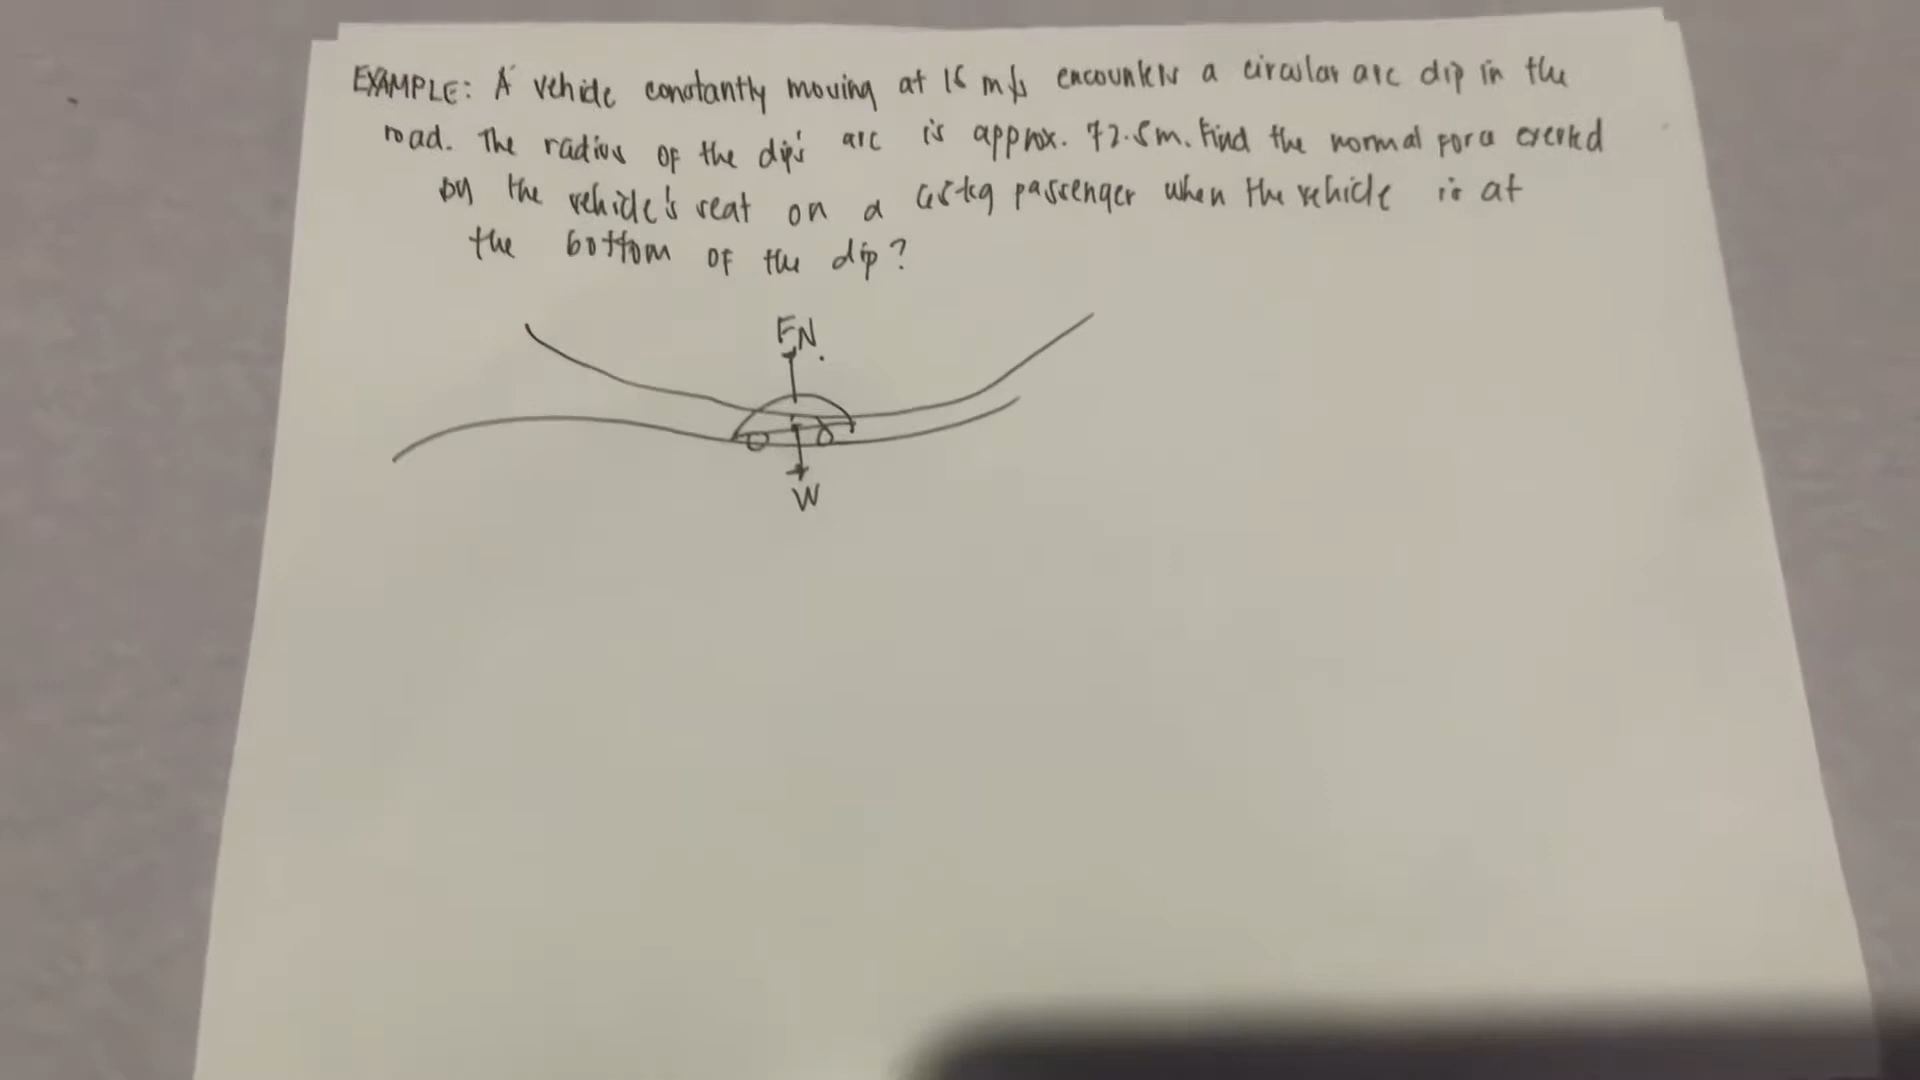 EXAMPLE: A vehicle constantly moving at 15 m/s encounters a circular arc dip in the
road. The radius of the dip's arc is approx. 72.5m. Find the normal force exerted
by the vehicle's seat on a 65kg passenger when the vehicle is at
the bottom of the dip?
FN.
W